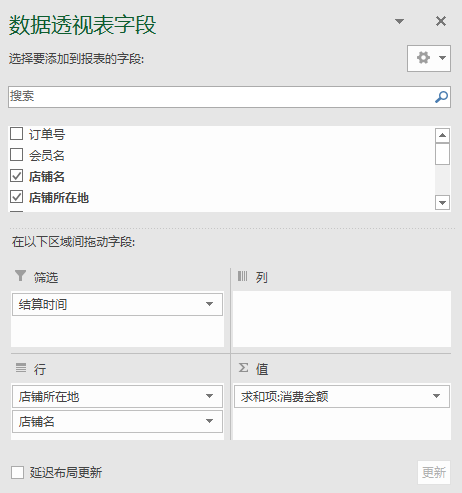 数据透视表字段
选择要添加到报表的字段:
搜索
订单号
会员名
店铺名
店铺所在地
在以下区域间拖动字段:
筛选
列
结算时间
行
值
店铺所在地
求和项:消费金额
店铺名
延迟布局更新
更新